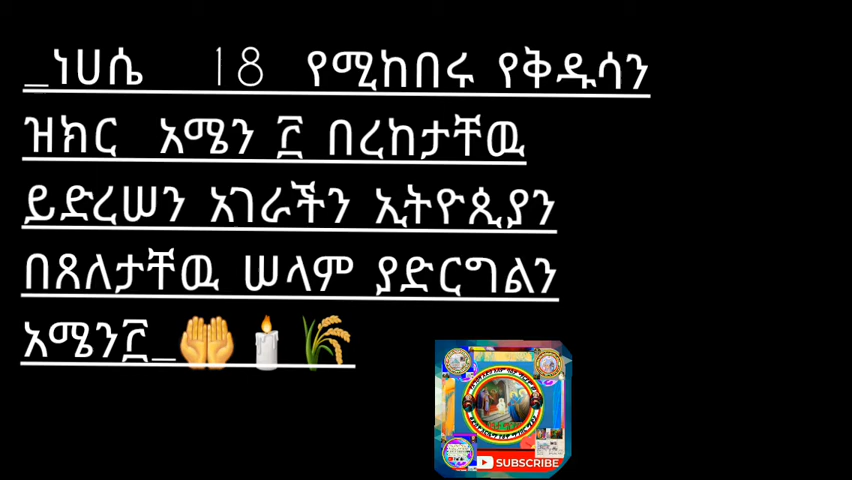 _ነሀሴ 18 የሚከበሩ የቅዱሳን
ዝክር አሜን ፫ በረከታቸዉ
ይድረሠን አገራችን ኢትዮጲያን
በጸለታቸዉ ሠላም ያድርግልን
አሜን፫_🤲🕯🌾
SUBSCRIBE